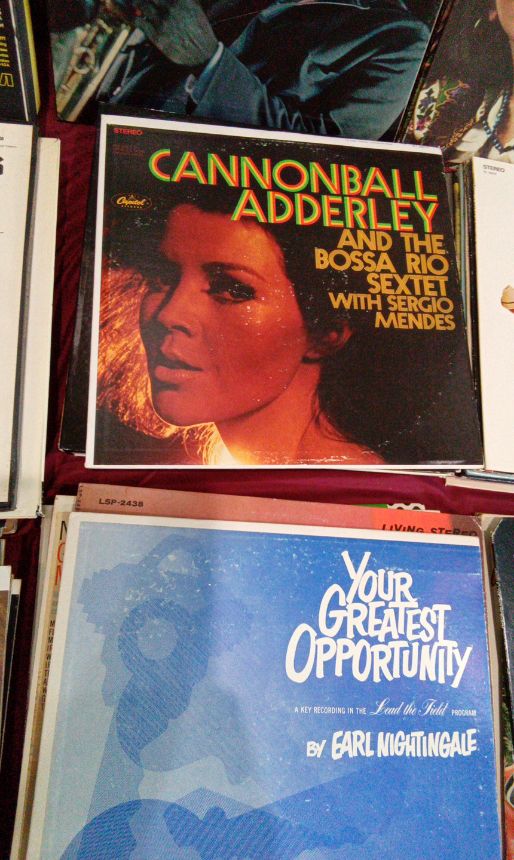 STEREO
CANNONBALL
ADDERLEY
AND THE
BOSSA RIO
SEXTET
WITH SERGIO
MENDES
Capitol
STEREO
LSP-2438
LIVING STEREO
YOUR
GREATEST
OPPORTUNITY
A KEY RECORDING IN THE Lead the Field PROGRAM
BY EARL NIGHTINGALE